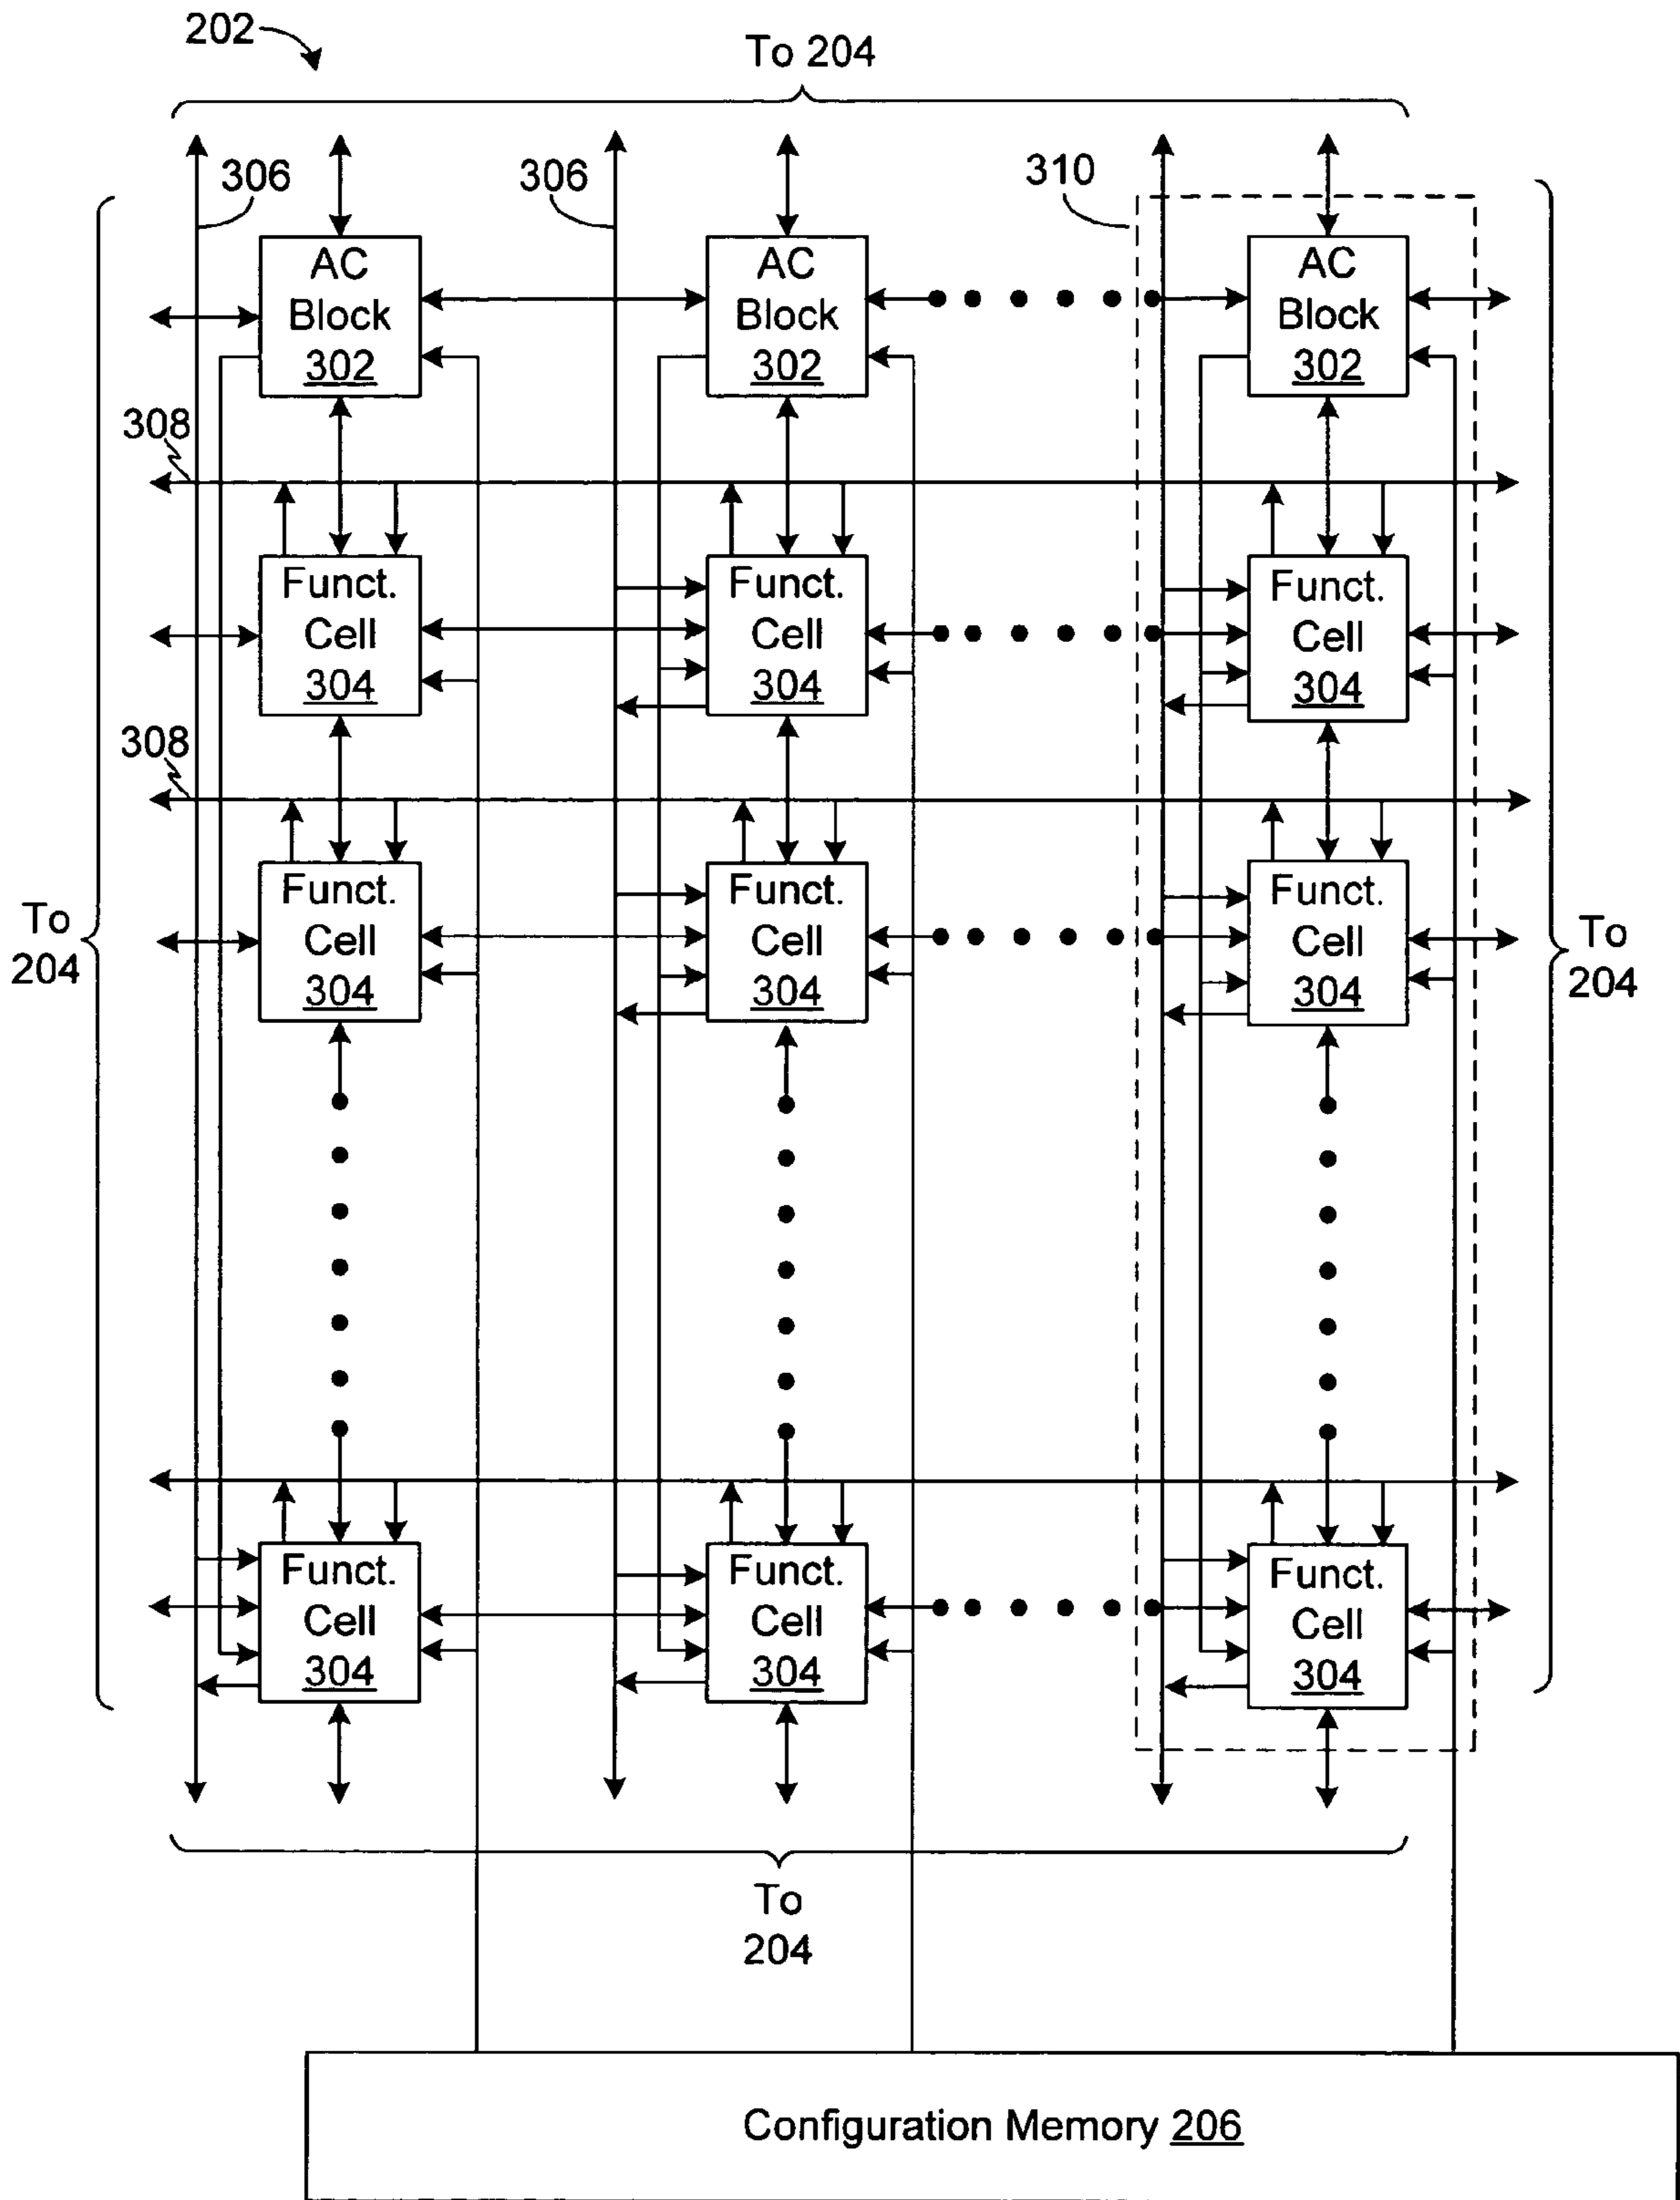 202
To 204
306
306
310
AC
Block
302
AC
Block
302
AC
Block
302
308
Funct.
Cell
304
Funct.
Cell
304
Funct.
Cell
304
308
Funct.
Cell
304
Funct.
Cell
304
Funct.
Cell
304
To
204
To
204
Funct.
Cell
304
Funct.
Cell
304
Funct.
Cell
304
To
204
Configuration Memory 206